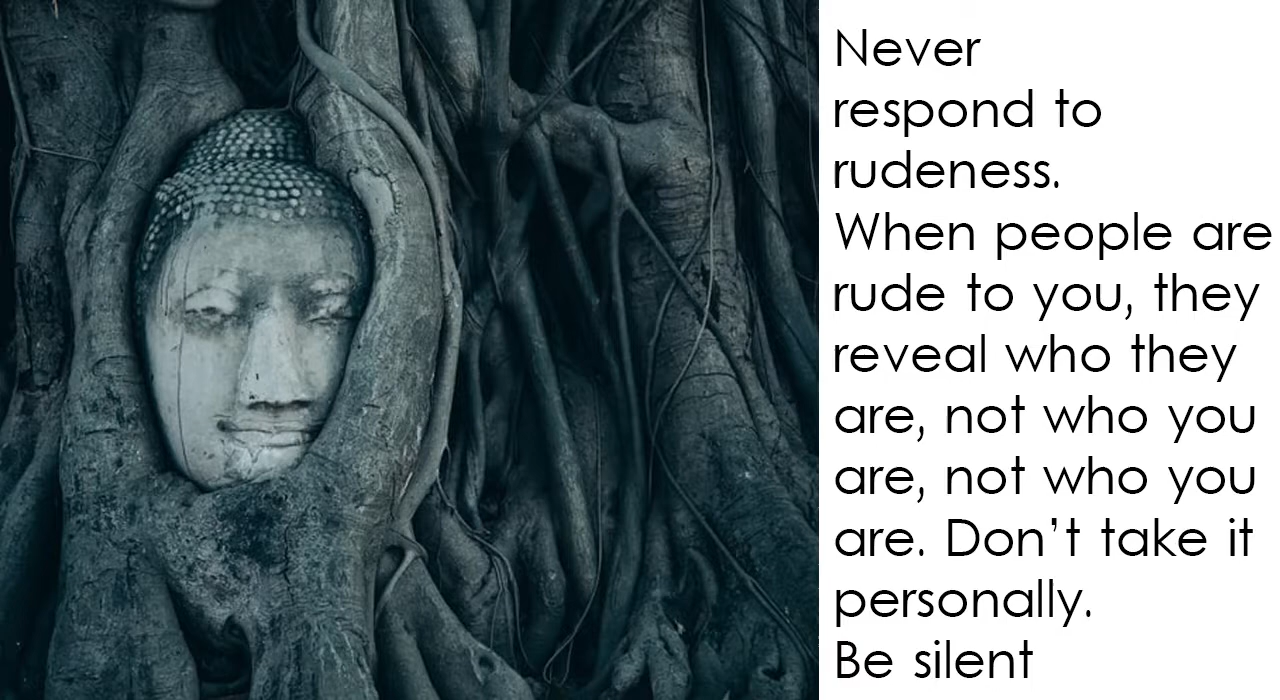 Never
respond to
rudeness.
When people are
rude to you, they
reveal who they
are, not who you
are, not who you
are. Don’t take it
personally.
Be silent